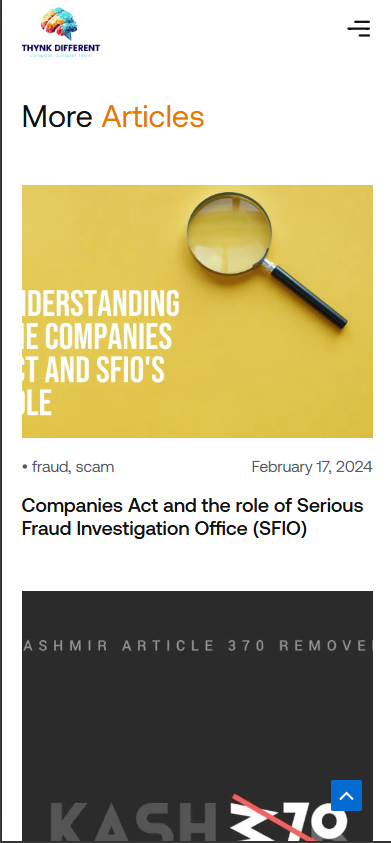 THYNK DIFFERENT
More Articles
NDERSTANDING
E COMPANIES
CT AND SFIO'S
OLE
• fraud, scam
February 17, 2024
Companies Act and the role of Serious
Fraud Investigation Office (SFIO)
ASHMIR ARTICLE 370 REMOVE
KASH
370